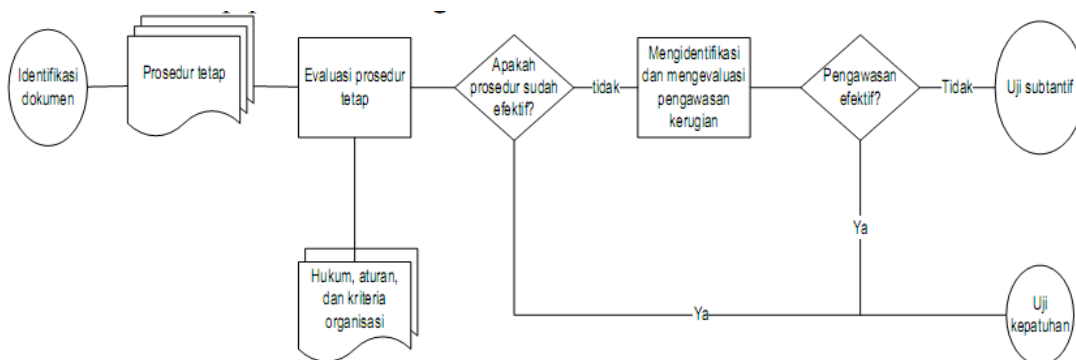 Identifikasi
dokumen
Prosedur tetap
Evaluasi prosedur
tetap
Apakah
prosedur sudah
efektif?
tidak
Mengidentifikasi
dan mengevaluasi
pengawasan
kerugian
Pengawasan
efektif?
Tidak
Uji subtantif
Ya
Hukum, aturan,
dan kriteria
organisasi
Ya
Uji
kepatuhan